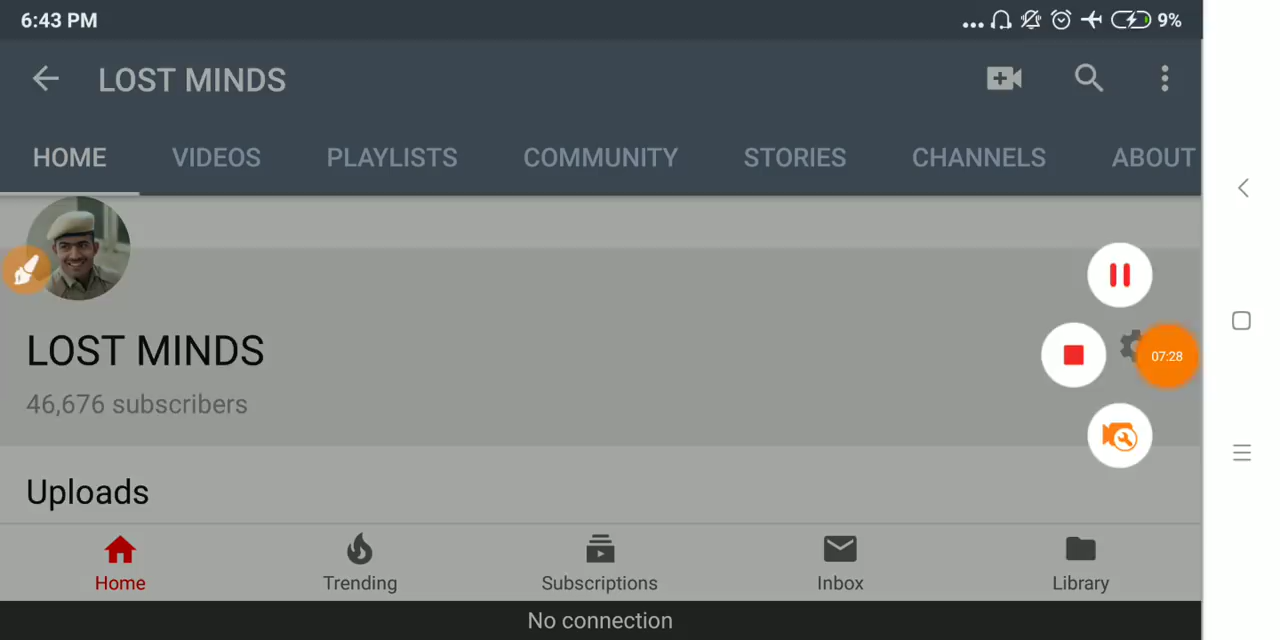 6:43 PM
... 9%
LOST MINDS
HOME VIDEOS PLAYLISTS COMMUNITY STORIES CHANNELS ABOUT
LOST MINDS
07:28
46,676 subscribers
Uploads
Home Trending Subscriptions Inbox Library
No connection